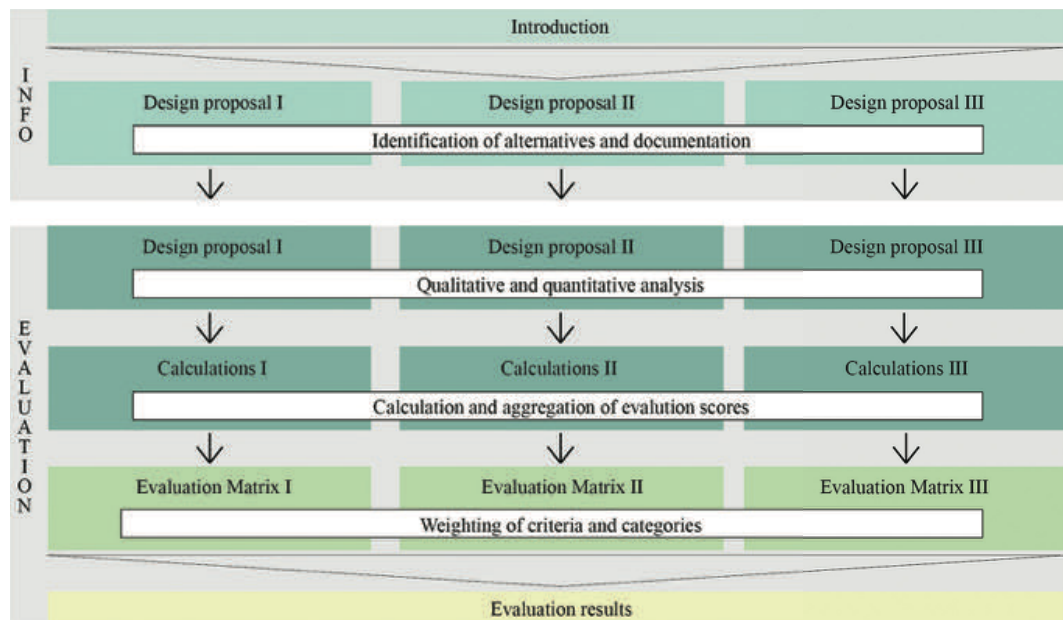 Introduction
INFO
Design proposal I
Design proposal II
Design proposal III
Identification of alternatives and documentation
EVALUATION
Design proposal I
Design proposal II
Design proposal III
Qualitative and quantitative analysis
Calculations I
Calculations II
Calculations III
Calculation and aggregation of evalution scores
Evaluation Matrix I
Evaluation Matrix II
Evaluation Matrix III
Weighting of criteria and categories
Evaluation results